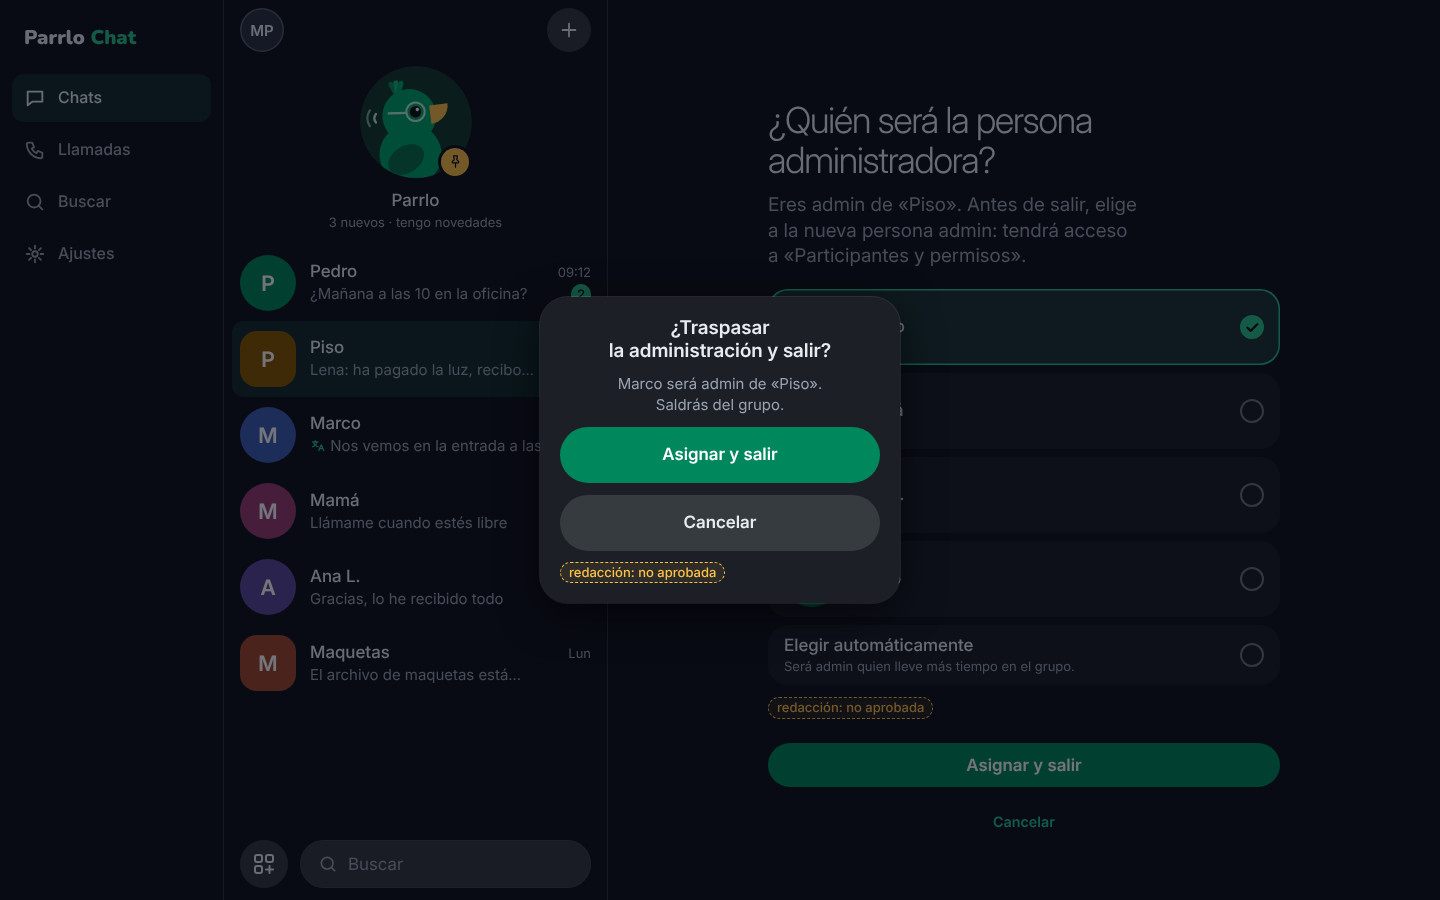 Parrlo Chat
Chats
Llamadas
Buscar
Ajustes
MP
Parrlo
3 nuevos · tengo novedades
P
Pedro
09:12
¿Mañana a las 10 en la oficina?
P
Piso
Lena: ha pagado la luz, recibo...
M
Marco
Nos vemos en la entrada a las
M
Mamá
Llámame cuando estés libre
A
Ana L.
Gracias, lo he recibido todo
M
Maquetas
Lun
El archivo de maquetas está...
Buscar
¿Quién será la persona
administradora?
Eres admin de «Piso». Antes de salir, elige
a la nueva persona admin: tendrá acceso
a «Participantes y permisos».
Elegir automáticamente
Será admin quien lleve más tiempo en el grupo.
redacción: no aprobada
Asignar y salir
Cancelar
¿Traspasar
la administración y salir?
Marco será admin de «Piso».
Saldrás del grupo.
Asignar y salir
Cancelar
redacción: no aprobada